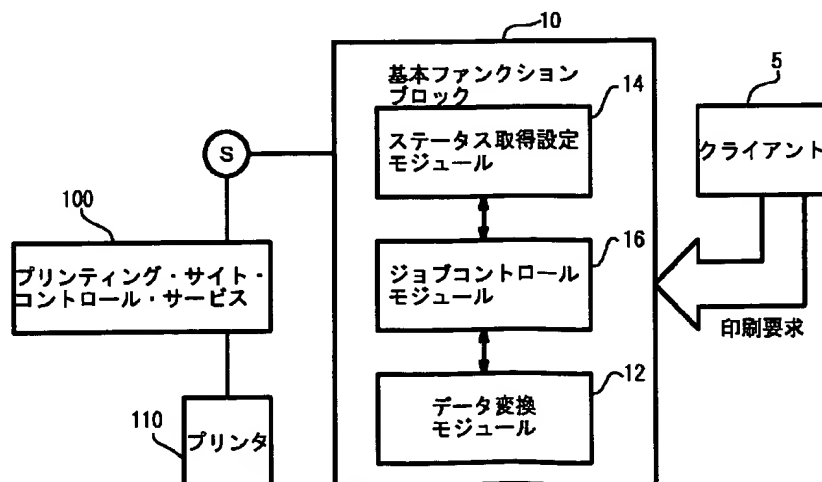 10
基本ファンクション
ブロック
14
ステータス取得設定
モジュール
5
クライアント
S
100
プリンティング・サイト・
コントロール・サービス
16
ジョブコントロール
モジュール
印刷要求
12
データ変換
モジュール
110
プリンタ